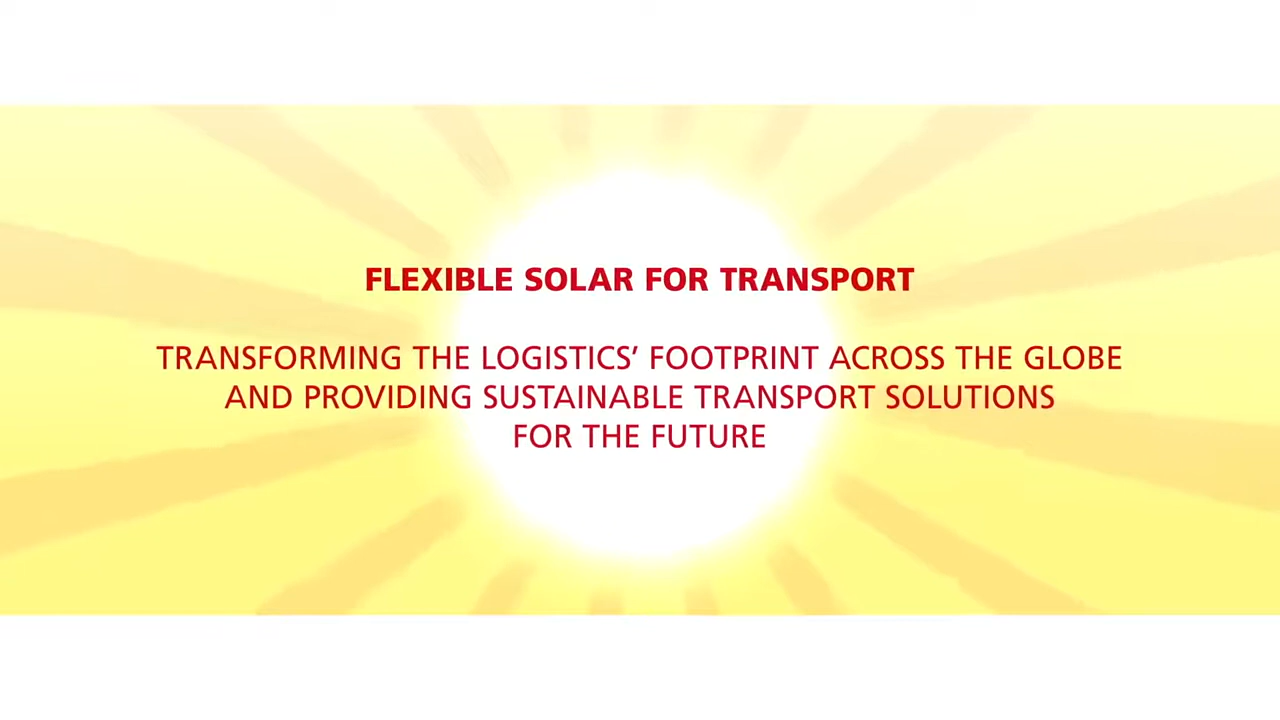 FLEXIBLE SOLAR FOR TRANSPORT
TRANSFORMING THE LOGISTICS’ FOOTPRINT ACROSS THE GLOBE
AND PROVIDING SUSTAINABLE TRANSPORT SOLUTIONS
FOR THE FUTURE